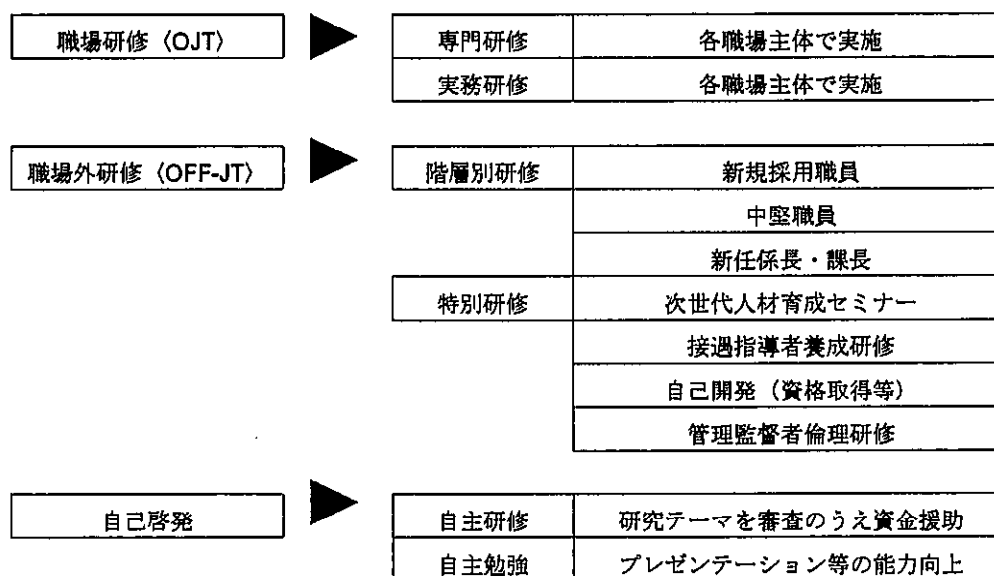 職場研修〈OJT〉 専門研修 各職場主体で実施
実務研修 各職場主体で実施
職場外研修〈OFF-JT〉 階層別研修 新規採用職員
中堅職員
新任係長・課長
特別研修 次世代人材育成セミナー
接遇指導者養成研修
自己開発（資格取得等）
管理監督者倫理研修
自己啓発 自主研修 研究テーマを審査のうえ資金援助
自主勉強 プレゼンテーション等の能力向上